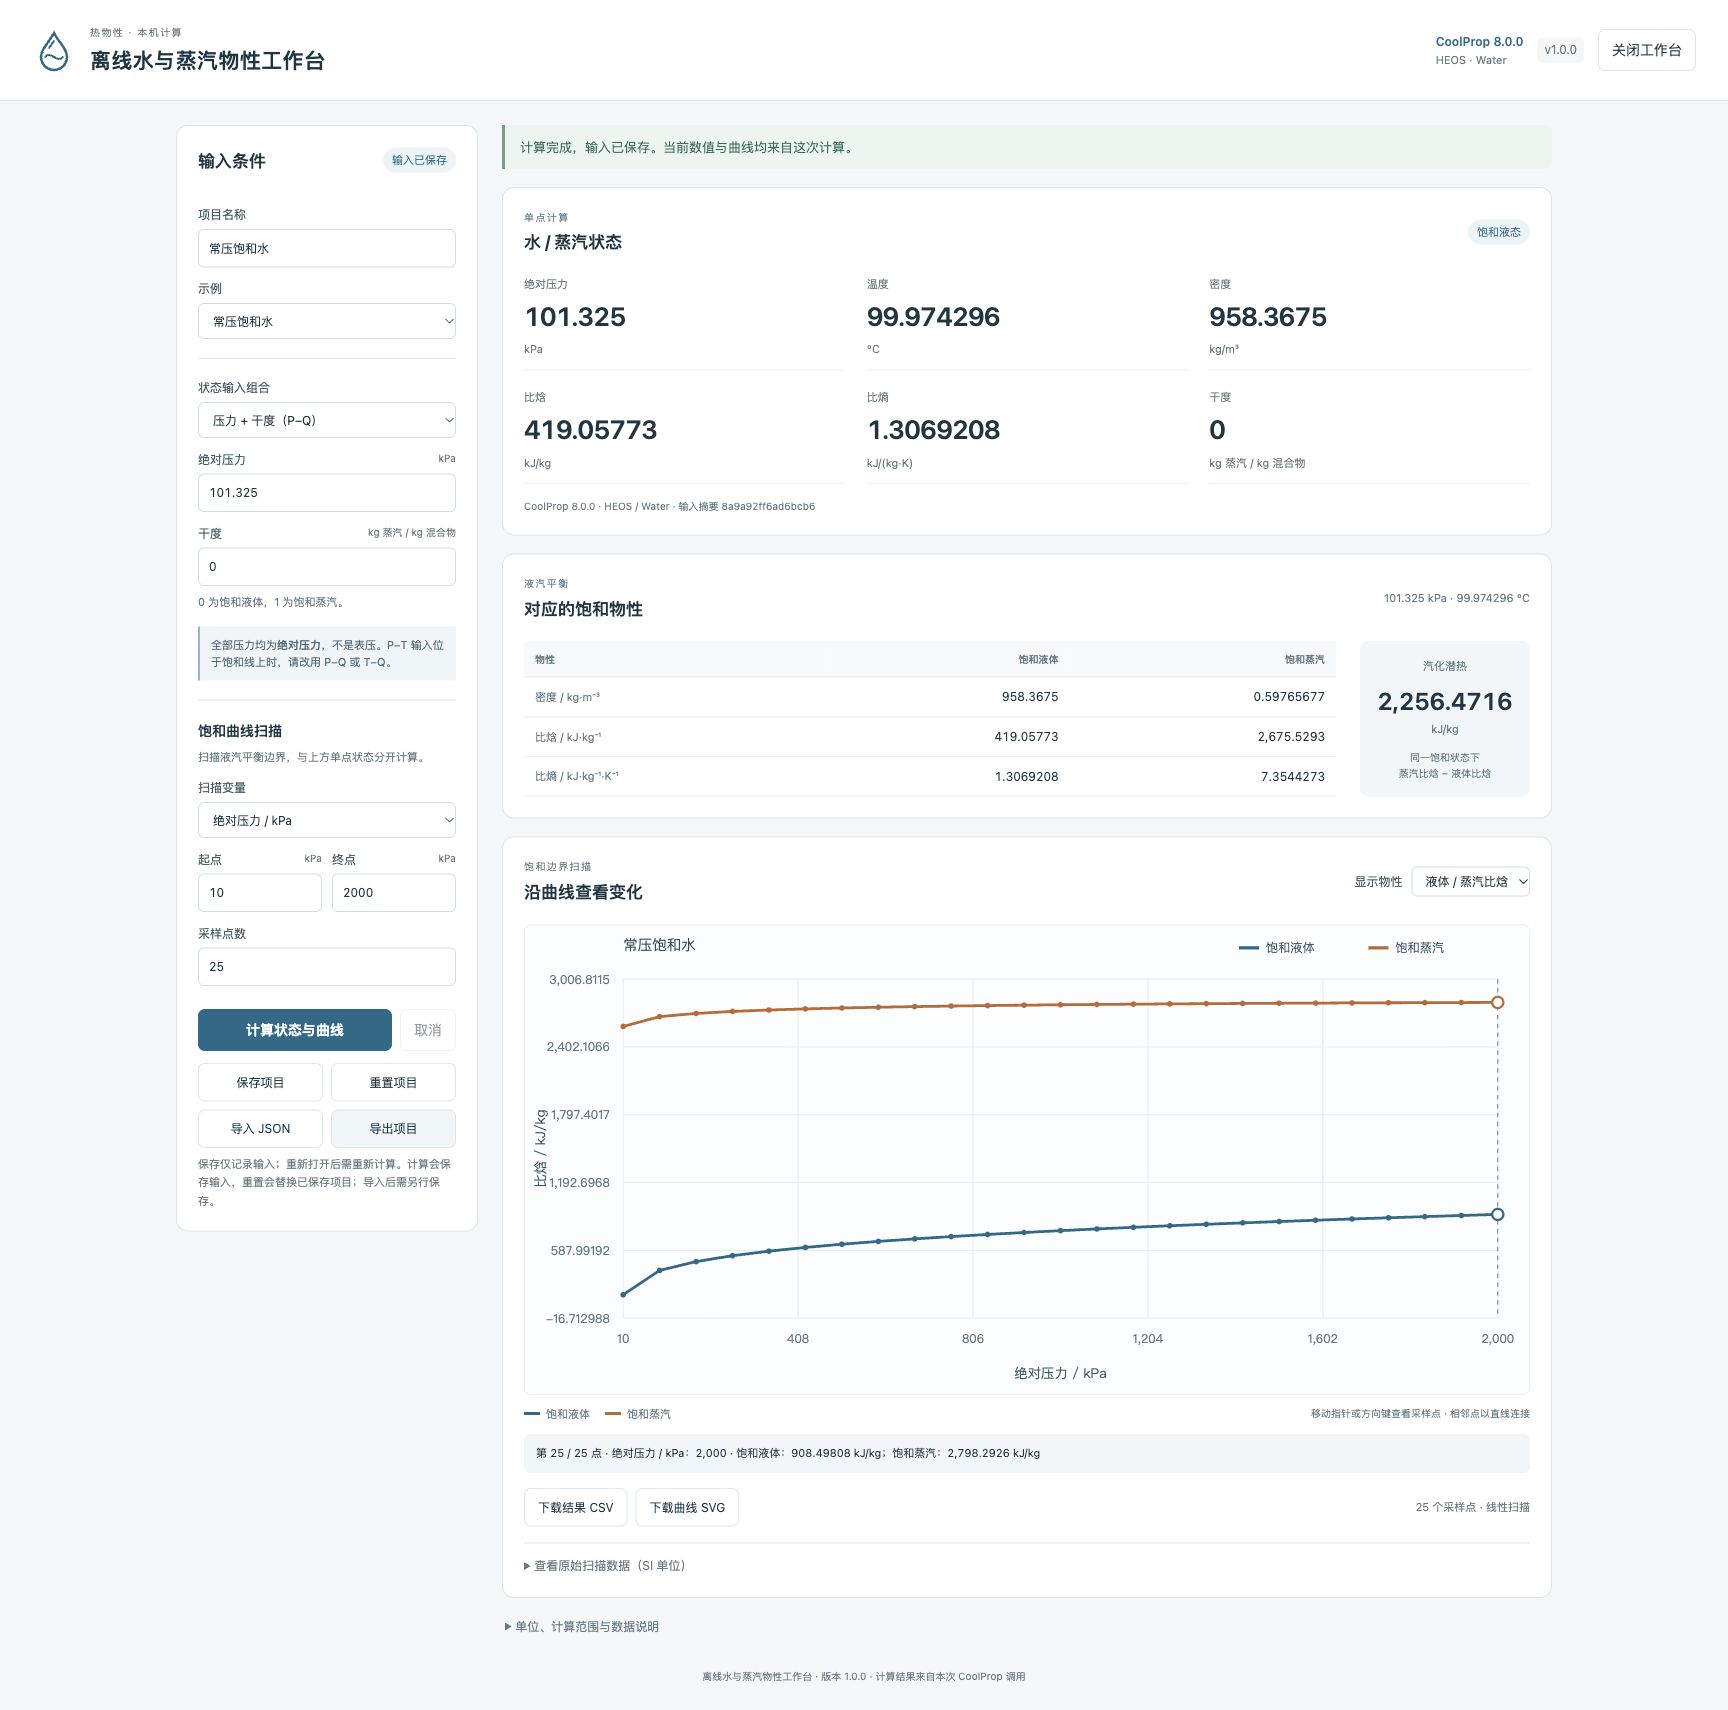 热物性 · 本机计算
离线水与蒸汽物性工作台
CoolProp 8.0.0
HEOS · Water
v1.0.0
关闭工作台
输入条件
输入已保存
项目名称
常压饱和水
示例
常压饱和水
状态输入组合
压力 + 干度（P–Q）
绝对压力 kPa
101.325
干度 kg 蒸汽 / kg 混合物
0
0 为饱和液体，1 为饱和蒸汽。
全部压力均为绝对压力，不是表压。P–T 输入位
于饱和线上时，请改用 P–Q 或 T–Q。
饱和曲线扫描
扫描液汽平衡边界，与上方单点状态分开计算。
扫描变量
绝对压力 / kPa
起点 kPa 终点 kPa
10 2000
采样点数
25
计算状态与曲线 取消
保存项目 重置项目
导入 JSON 导出项目
保存仅记录输入；重新打开后需重新计算。计算会保
存输入，重置会替换已保存项目；导入后需另行保
存。
计算完成，输入已保存。当前数值与曲线均来自这次计算。
单点计算
水 / 蒸汽状态
饱和液态
绝对压力 温度 密度
101.325 99.974296 958.3675
kPa °C kg/m³
比焓 比熵 干度
419.05773 1.3069208 0
kJ/kg kJ/(kg·K) kg 蒸汽 / kg 混合物
CoolProp 8.0.0 · HEOS / Water · 输入摘要 8a9a92ff6ad6bcb6
液汽平衡
对应的饱和物性
101.325 kPa · 99.974296 °C
物性 饱和液体 饱和蒸汽
密度 / kg·m⁻³ 958.3675 0.59765677
比焓 / kJ·kg⁻¹ 419.05773 2,675.5293
比熵 / kJ·kg⁻¹·K⁻¹ 1.3069208 7.3544273
汽化潜热
2,256.4716
kJ/kg
同一饱和状态下
蒸汽比焓 − 液体比焓
饱和边界扫描
沿曲线查看变化
显示物性 液体 / 蒸汽比焓
常压饱和水
饱和液体 饱和蒸汽
3,006.8115
2,402.1066
1,797.4017
1,192.6968
587.99192
−16.712988
比焓 / kJ/kg
10 408 806 1,204 1,602 2,000
绝对压力 / kPa
饱和液体 饱和蒸汽
移动指针或方向键查看采样点 · 相邻点以直线连接
第 25 / 25 点 · 绝对压力 / kPa：2,000 · 饱和液体：908.49808 kJ/kg；饱和蒸汽：2,798.2926 kJ/kg
下载结果 CSV 下载曲线 SVG
25 个采样点 · 线性扫描
查看原始扫描数据（SI 单位）
单位、计算范围与数据说明
离线水与蒸汽物性工作台 · 版本 1.0.0 · 计算结果来自本次 CoolProp 调用